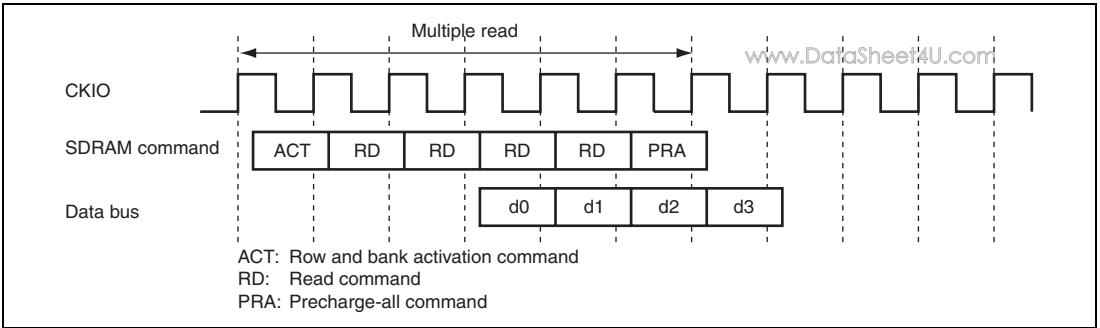 Multiple read
www.DataSheet4U.com
CKIO
SDRAM command ACT RD RD RD RD PRA
Data bus d0 d1 d2 d3
ACT: Row and bank activation command
RD: Read command
PRA: Precharge-all command